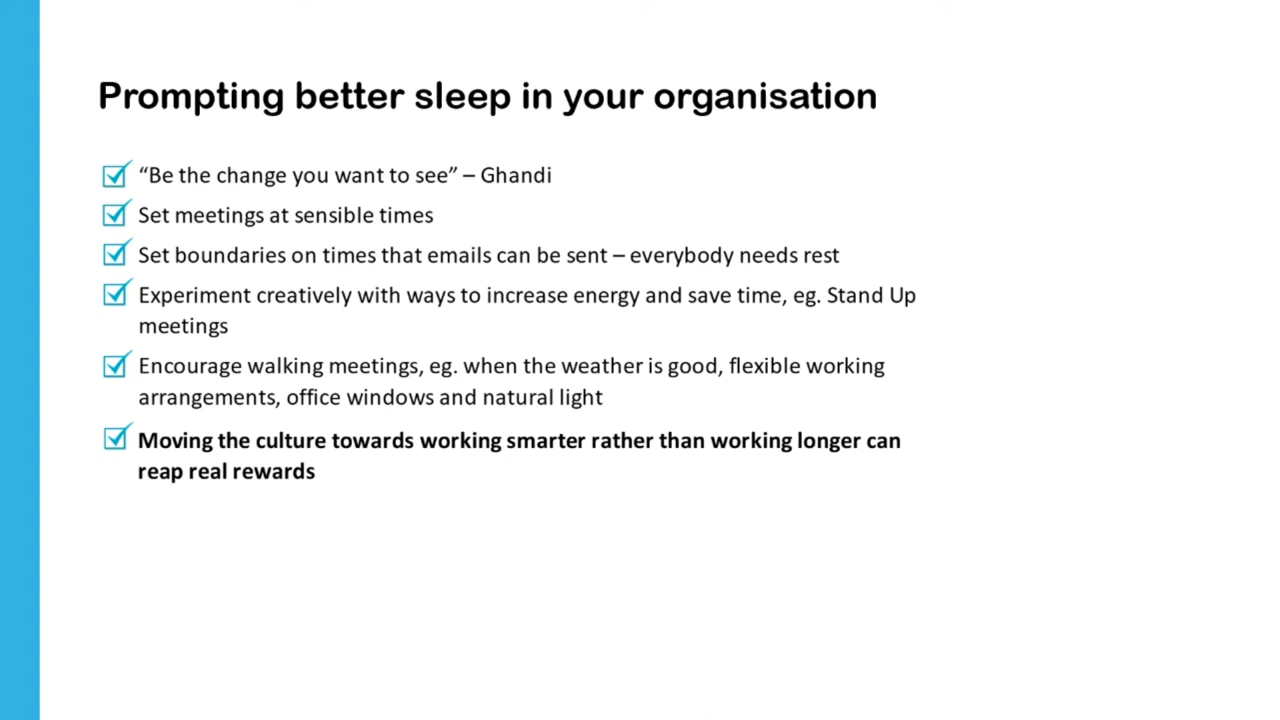 Prompting better sleep in your organisation
“Be the change you want to see” – Ghandi
Set meetings at sensible times
Set boundaries on times that emails can be sent – everybody needs rest
Experiment creatively with ways to increase energy and save time, eg. Stand Up
meetings
Encourage walking meetings, eg. when the weather is good, flexible working
arrangements, office windows and natural light
Moving the culture towards working smarter rather than working longer can
reap real rewards